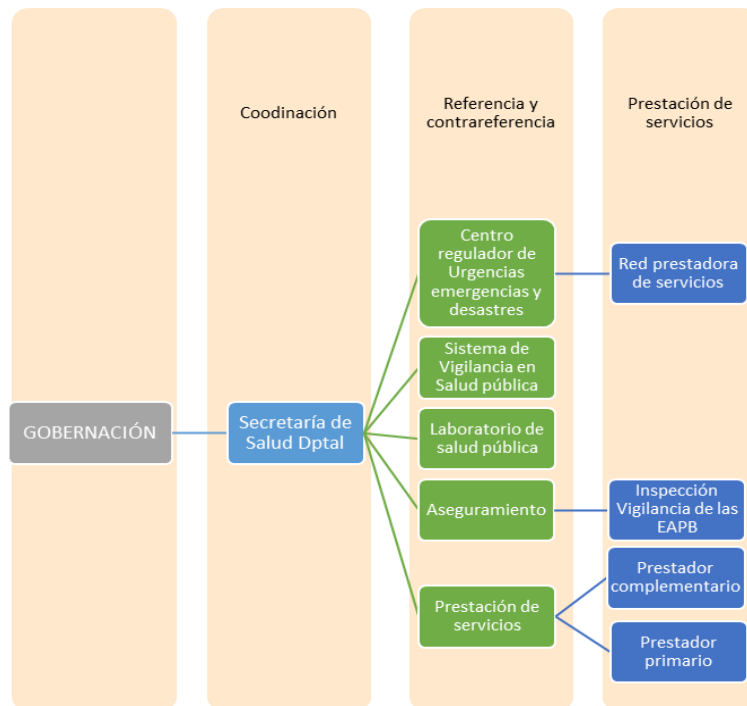 Coodinación
Referencia y
contrareferencia
Prestación de
servicios
Centro
regulador de
Urgencias
emergencias y
desastres
Red prestadora
de servicios
Sistema de
Vigilancia en
Salud pública
GOBERNACIÓN
Secretaría de
Salud Dptal
Laboratorio de
salud pública
Aseguramiento
Inspección
Vigilancia de las
EAPB
Prestación de
servicios
Prestador
complementario
Prestador
primario